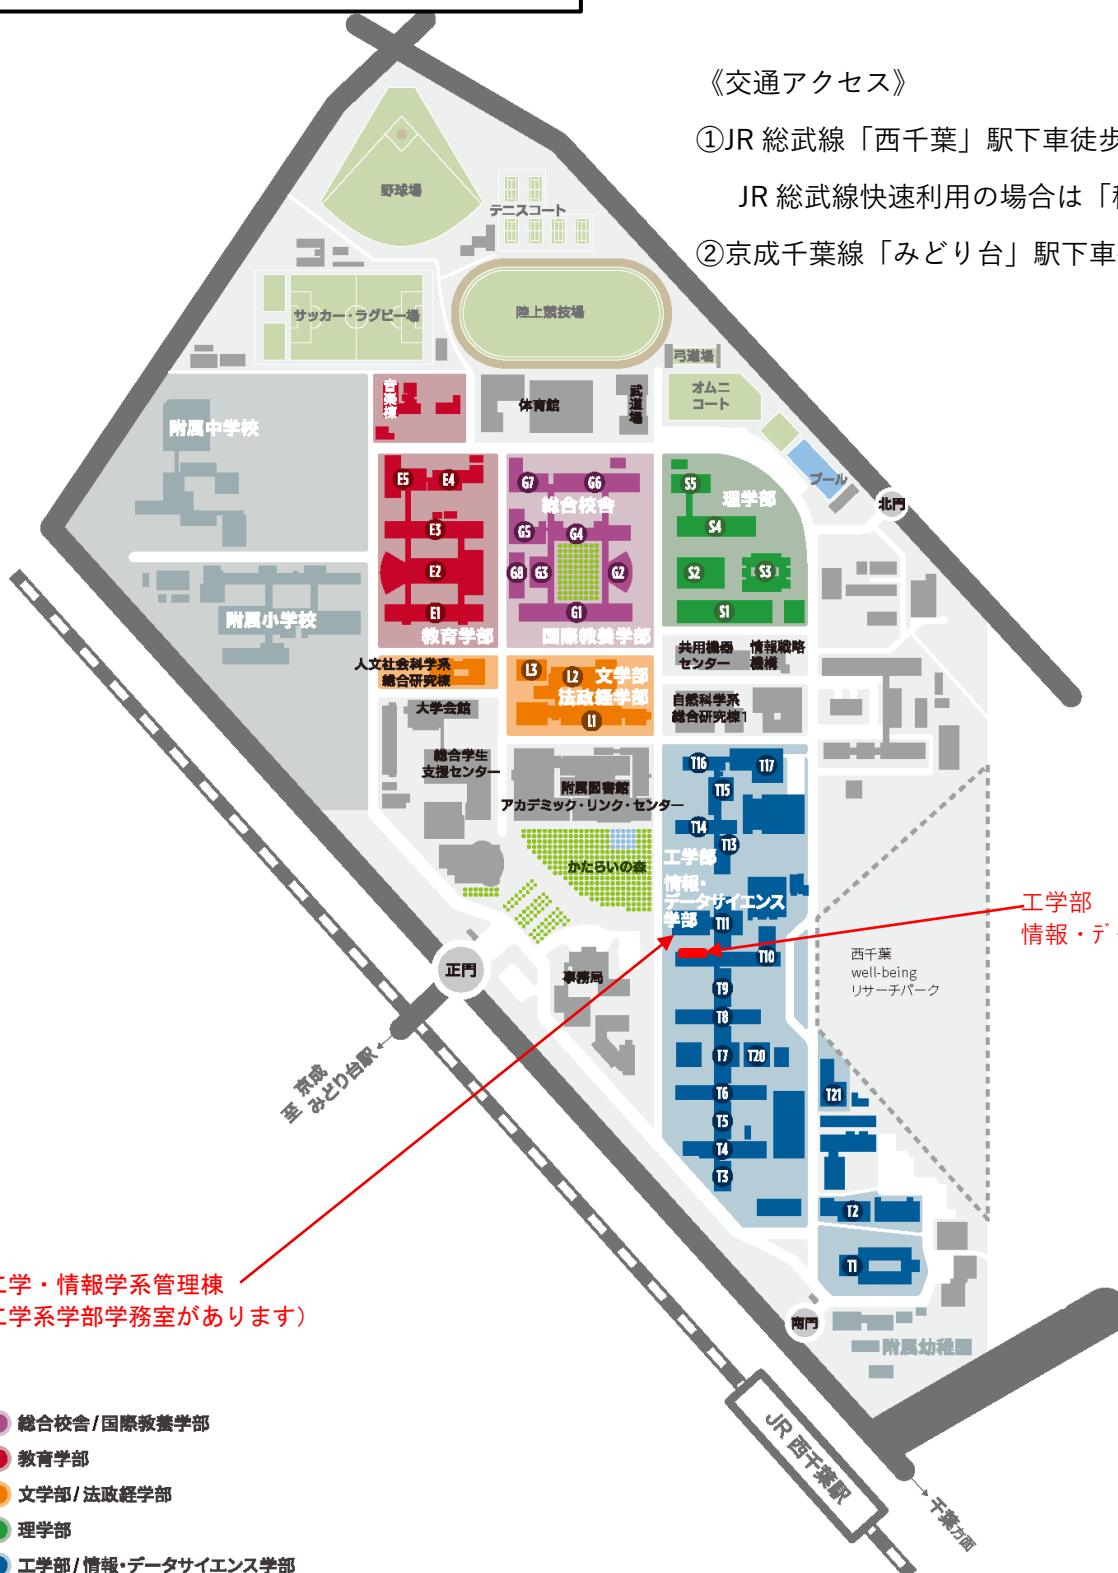 《交通アクセス》
①JR 総武線「西千葉」駅下車徒歩
JR 総武線快速利用の場合は「
②京成千葉線「みどり台」駅下車
野球場
テニスコート
サッカー・ラグビー場
陸上競技場
弓道場
オムニ
コート
プール
北門
音楽棟
体育館
武道場
附属中学校
附属小学校
E5
E4
E3
E2
E1
教育学部
G7
G6
総合校舎
G5
G4
G8
G3
G2
G1
国際教養学部
S5
理学部
S4
S2
S3
S1
人文社会科学系
総合研究棟
L3
L2
文学部
法政経学部
L1
共用機器
センター
情報戦略
機構
自然科学系
総合研究棟1
大学会館
総合学生
支援センター
附属図書館
アカデミック・リンク・センター
かたらいの森
T16
T17
T15
T14
T13
工学部
情報・
データサイエンス
学部
T11
T10
工学部
情報・デ
西千葉
well-being
リサーチパーク
正門
事務局
T9
T8
T7
T20
T6
T5
T4
T3
T21
T2
T1
至 京成
みどり台駅
工学・情報学系管理棟
工学系学部学務室があります）
南門
附属幼稚園
JR 西千葉駅
千葉方面
総合校舎/国際教養学部
教育学部
文学部/法政経学部
理学部
工学部/情報・データサイエンス学部